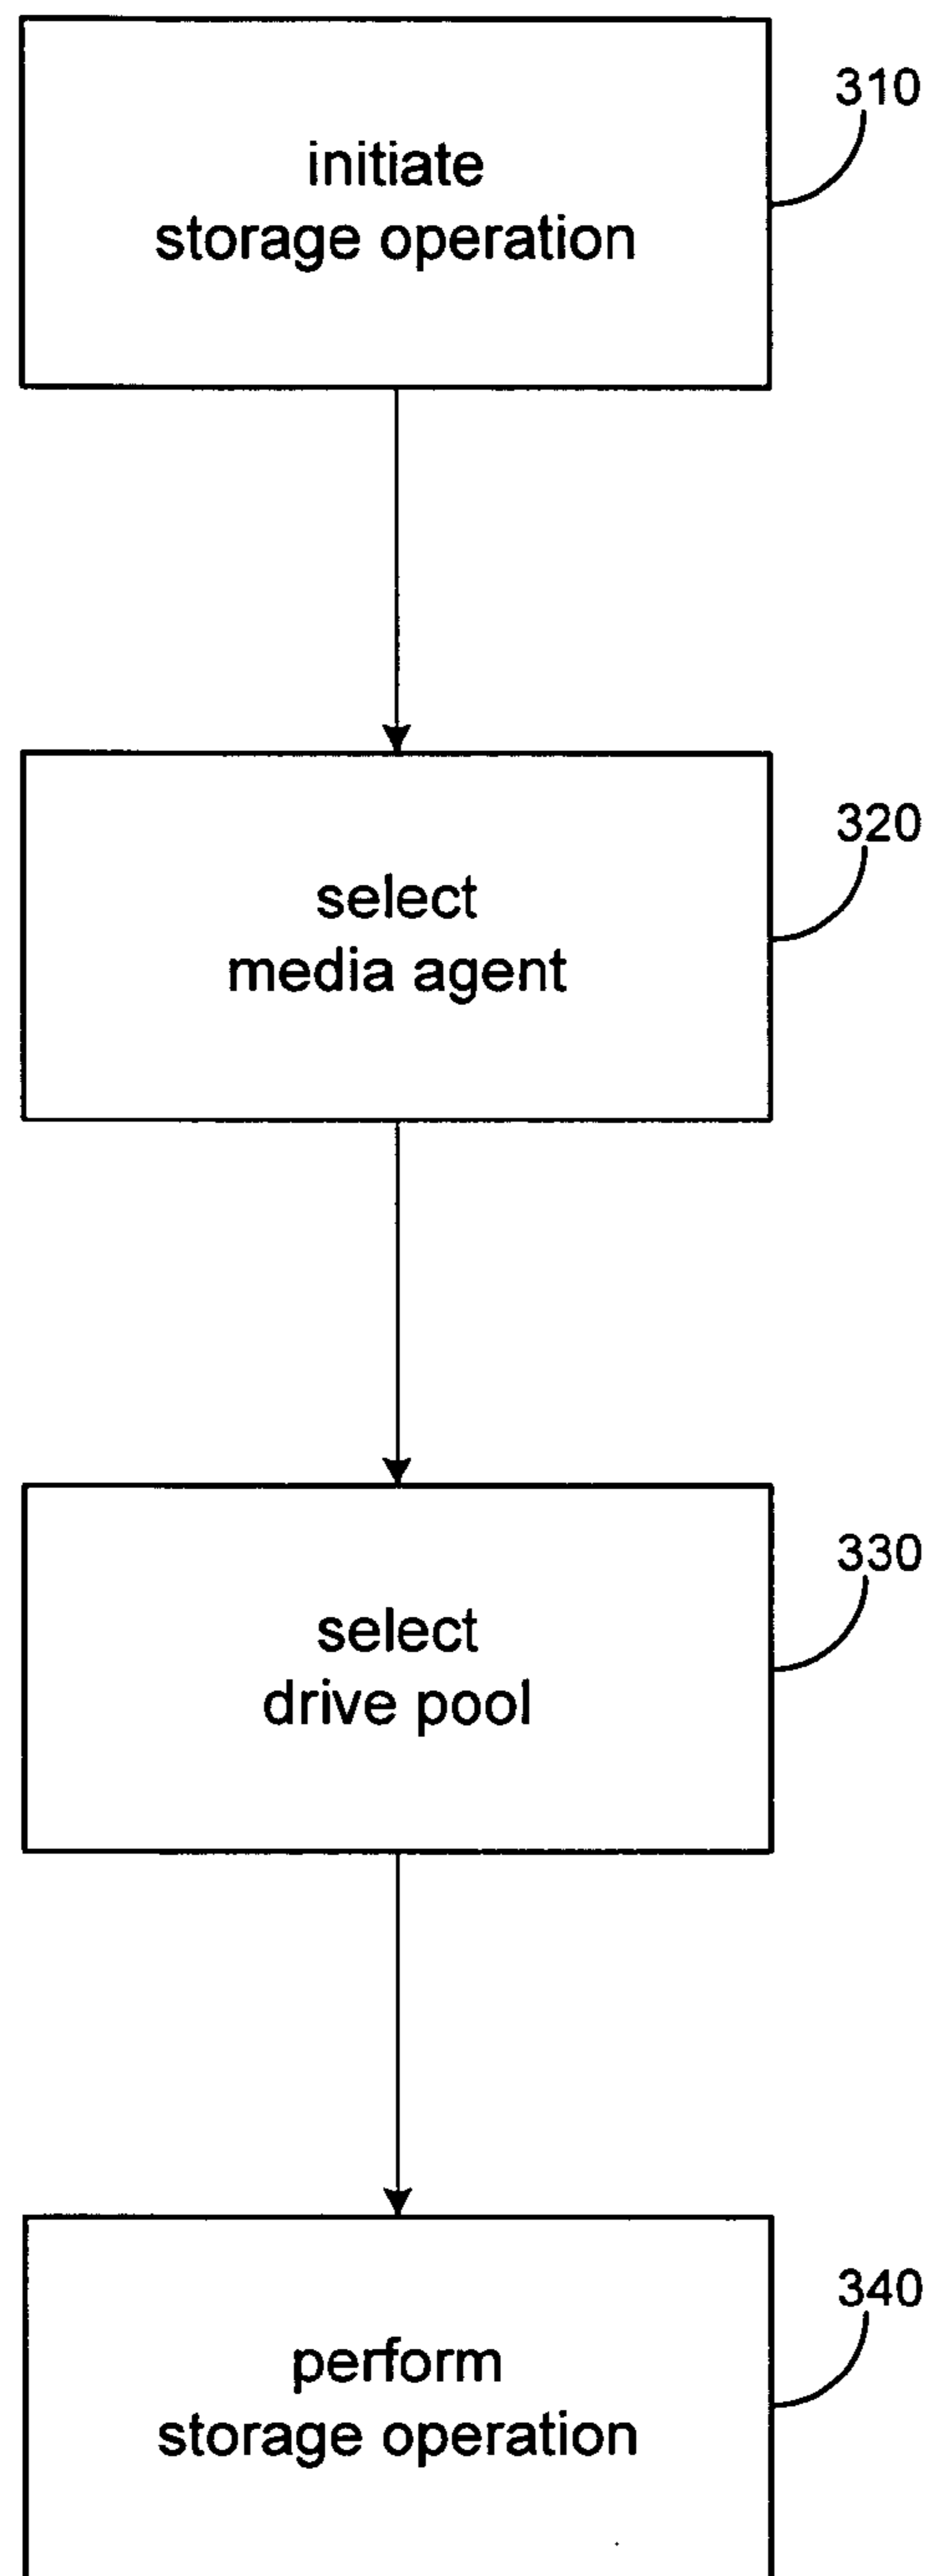 310
initiate
storage operation
320
select
media agent
330
select
drive pool
340
perform
storage operation